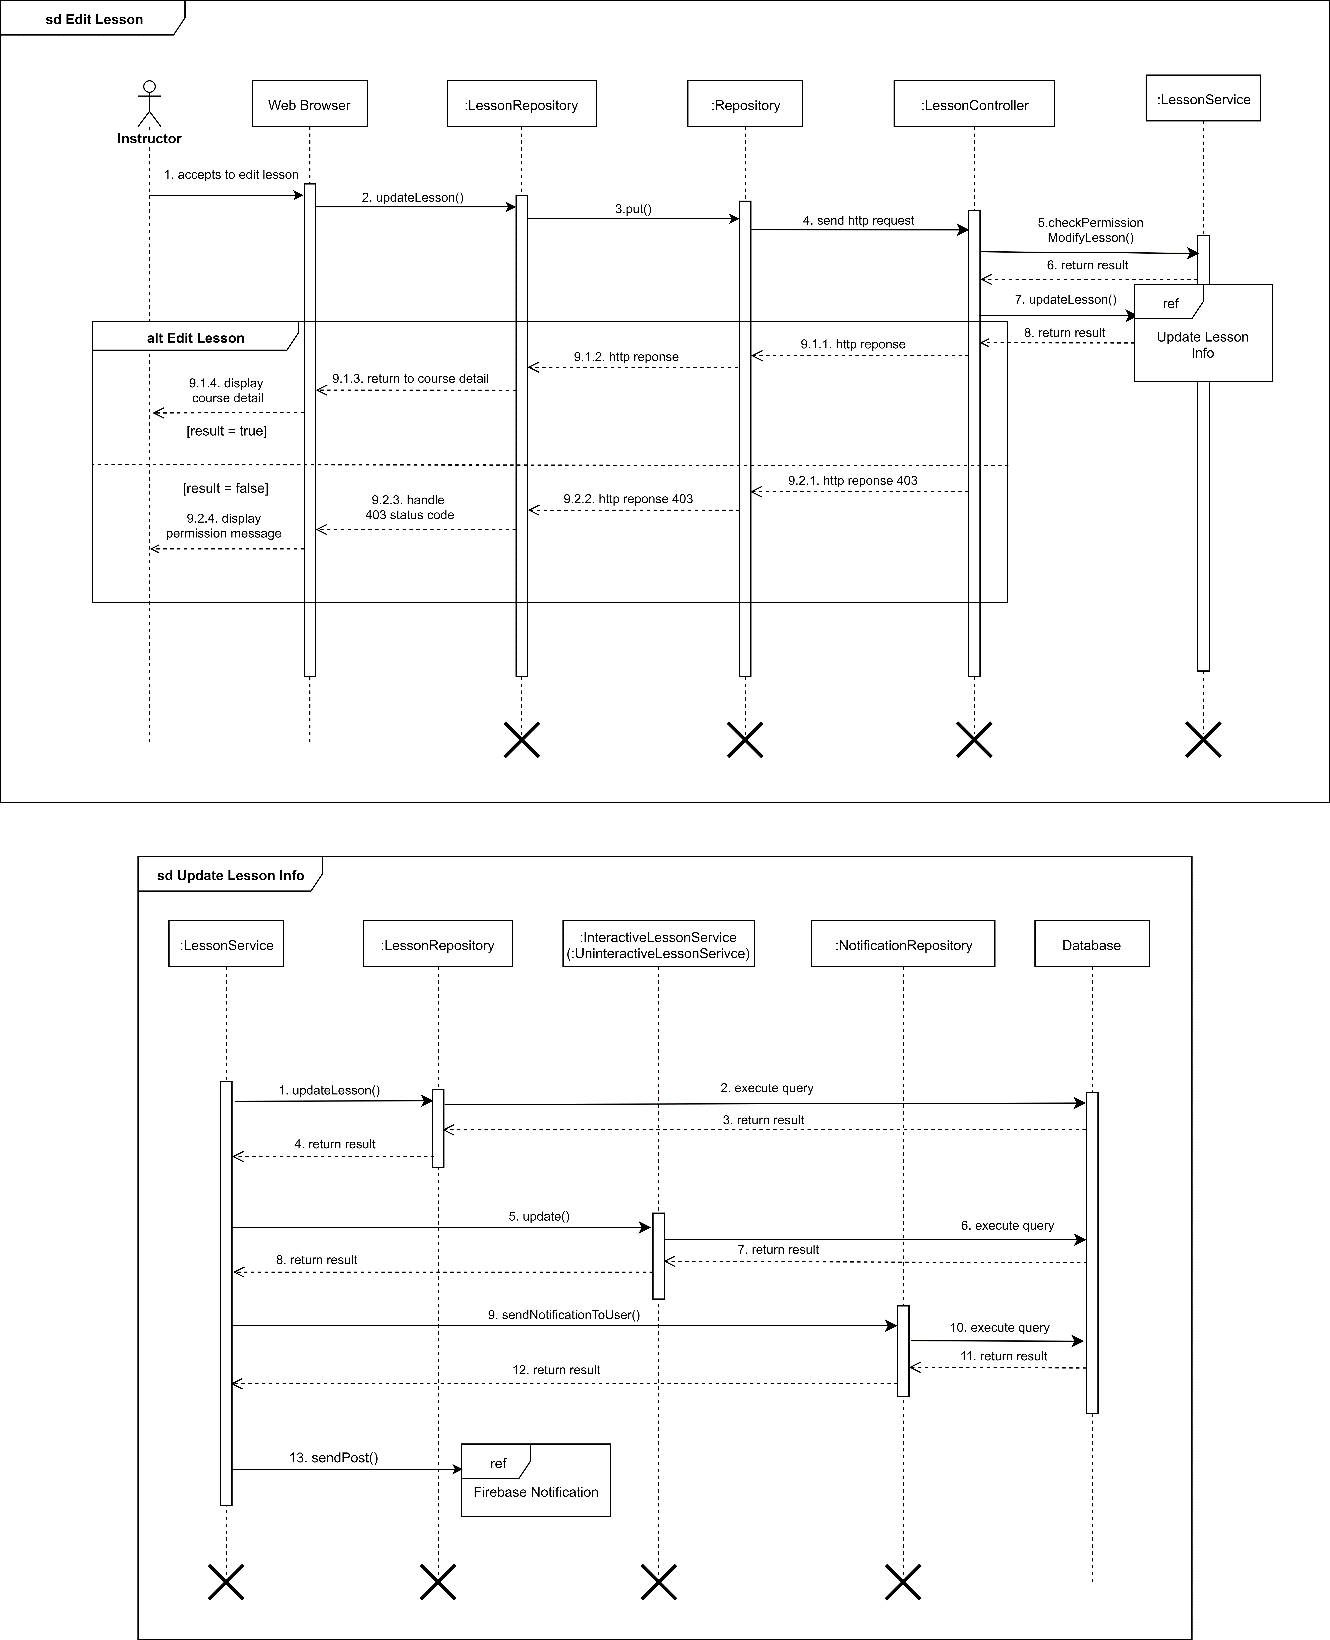 sd Edit Lesson
Instructor
Web Browser
:LessonRepository
:Repository
:LessonController
:LessonService
1. accepts to edit lesson
2. updateLesson()
3.put()
4. send http request
5.checkPermission
ModifyLesson()
6. return result
7. updateLesson()
ref
Update Lesson
Info
8. return result
alt Edit Lesson
9.1.1. http reponse
9.1.2. http reponse
9.1.3. return to course detail
9.1.4. display
course detail
[result = true]
[result = false]
9.2.1. http reponse 403
9.2.2. http reponse 403
9.2.3. handle
403 status code
9.2.4. display
permission message
sd Update Lesson Info
:LessonService
:LessonRepository
:InteractiveLessonService
(:UninteractiveLessonSerivce)
:NotificationRepository
Database
1. updateLesson()
2. execute query
3. return result
4. return result
5. update()
6. execute query
7. return result
8. return result
9. sendNotificationToUser()
10. execute query
11. return result
12. return result
13. sendPost()
ref
Firebase Notification